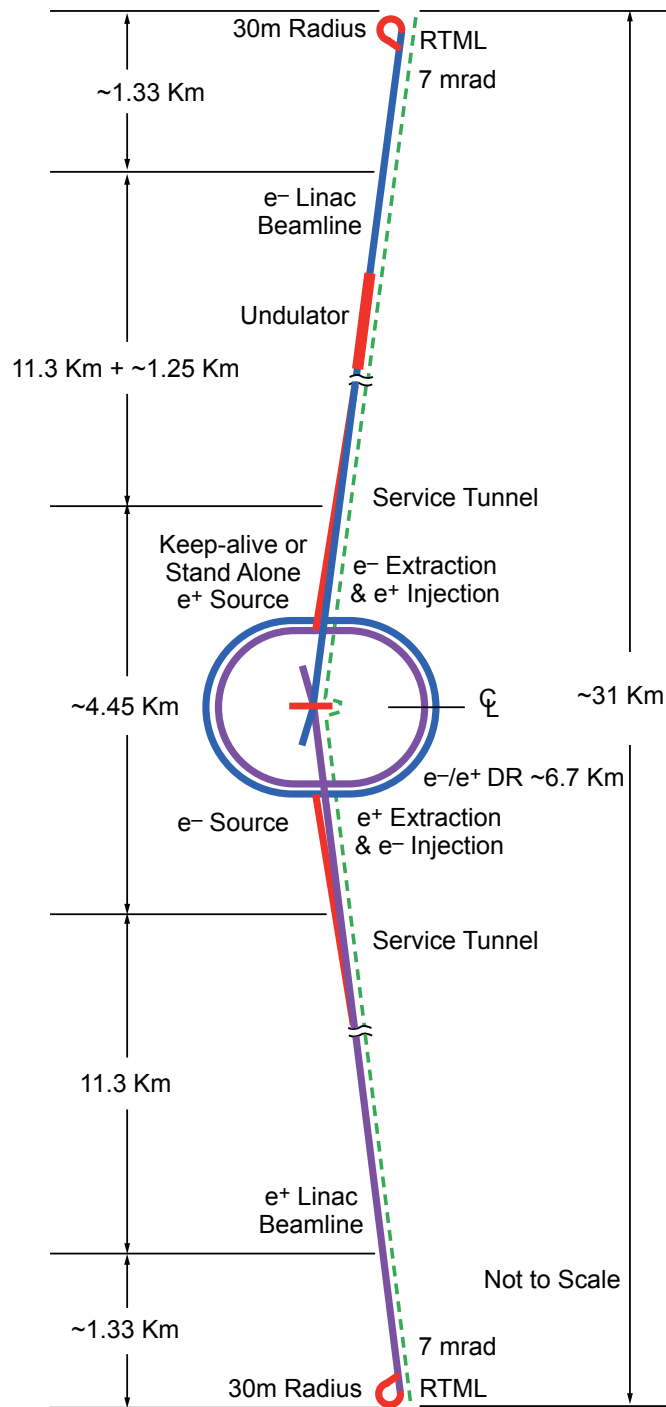 30m Radius
RTML
7 mrad
~1.33 Km
e– Linac
Beamline
Undulator
11.3 Km + ~1.25 Km
Service Tunnel
Keep-alive or
Stand Alone
e+ Source
e– Extraction
& e+ Injection
~4.45 Km
℄
~31 Km
e–/e+ DR ~6.7 Km
e– Source
e+ Extraction
& e– Injection
Service Tunnel
11.3 Km
e+ Linac
Beamline
Not to Scale
~1.33 Km
7 mrad
30m Radius
RTML